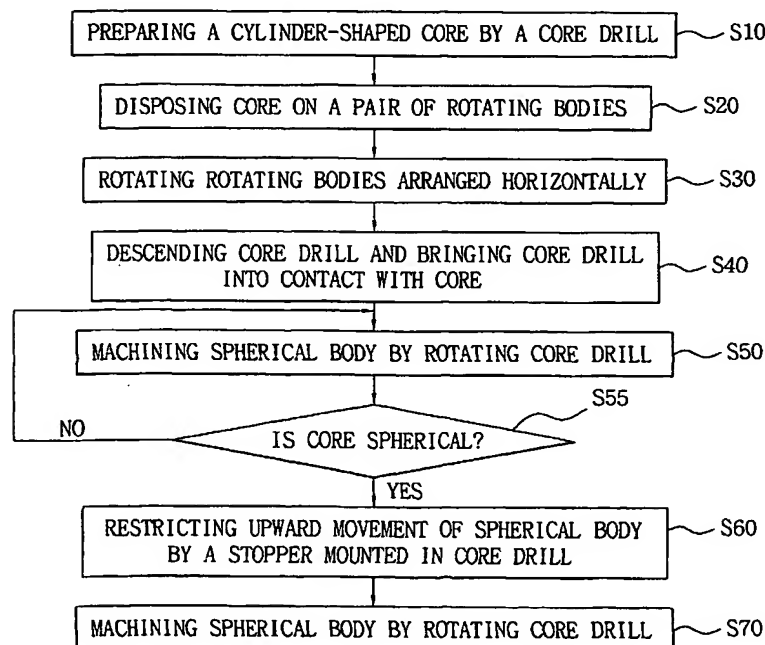 PREPARING A CYLINDER-SHAPED CORE BY A CORE DRILL S10
DISPOSING CORE ON A PAIR OF ROTATING BODIES S20
ROTATING ROTATING BODIES ARRANGED HORIZONTALLY S30
DESCENDING CORE DRILL AND BRINGING CORE DRILL
INTO CONTACT WITH CORE S40
MACHINING SPHERICAL BODY BY ROTATING CORE DRILL S50
S55
NO
IS CORE SPHERICAL?
YES
RESTRICTING UPWARD MOVEMENT OF SPHERICAL BODY
BY A STOPPER MOUNTED IN CORE DRILL S60
MACHINING SPHERICAL BODY BY ROTATING CORE DRILL S70